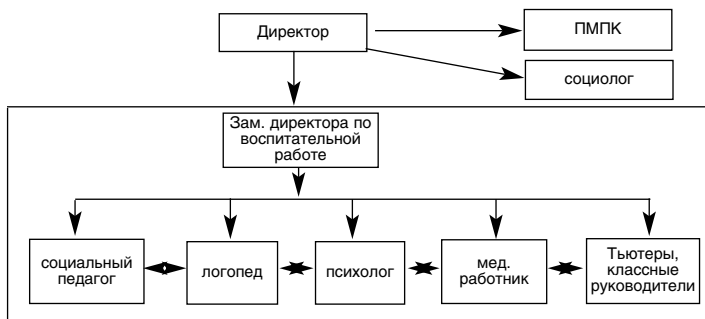 Директор
ПМПК
социолог
Зам. директора по
воспитательной
работе
социальный
педагог
логопед
психолог
мед.
работник
Тьютеры,
классные
руководители